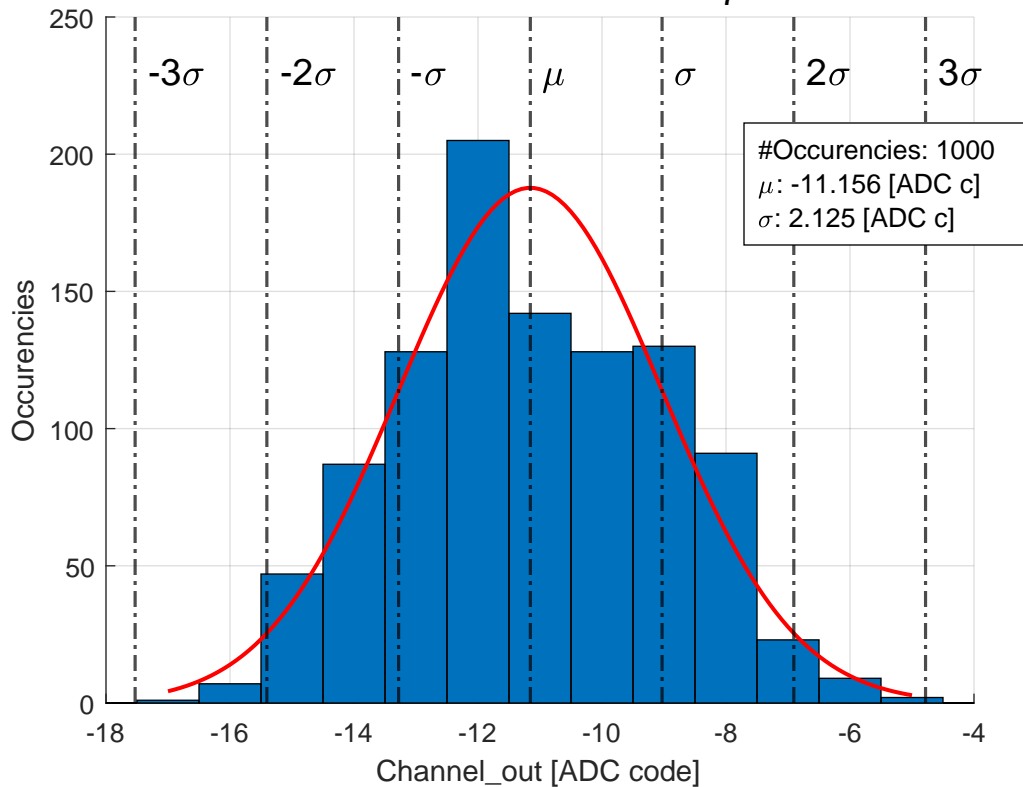 250
-3σ -2σ -σ μ σ 2σ 3σ
#Occurencies: 1000
μ: -11.156 [ADC c]
σ: 2.125 [ADC c]
200
150
100
50
0
Occurencies
-18 -16 -14 -12 -10 -8 -6 -4
Channel_out [ADC code]